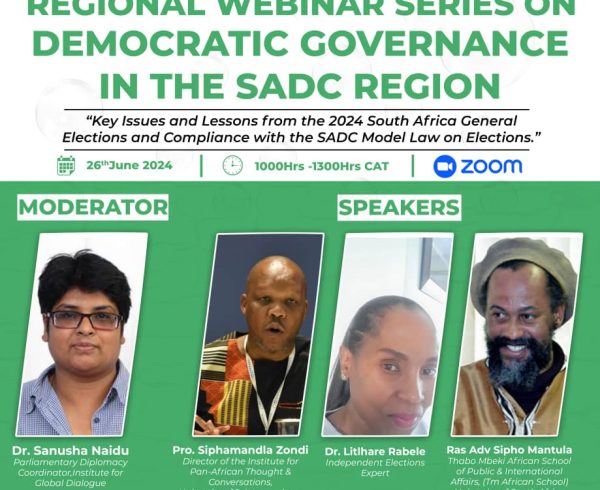 REGIONAL WEBINAR SERIES ON
DEMOCRATIC GOVERNANCE
IN THE SADC REGION
“Key Issues and Lessons from the 2024 South Africa General
Elections and Compliance with the SADC Model Law on Elections.”
26thJune 2024 | 1000Hrs -1300Hrs CAT | zoom
MODERATOR
SPEAKERS
Dr. Sanusha Naidu
Parliamentary Diplomacy
Coordinator,Institute for
Global Dialogue
Pro. Siphamandla Zondi
Director of the Institute for
Pan-African Thought &
Conversations,
Dr. Litlhare Rabele
Independent Elections
Expert
Ras Adv Sipho Mantula
Thabo Mbeki African School
of Public & International
Affairs, (Tm African School)